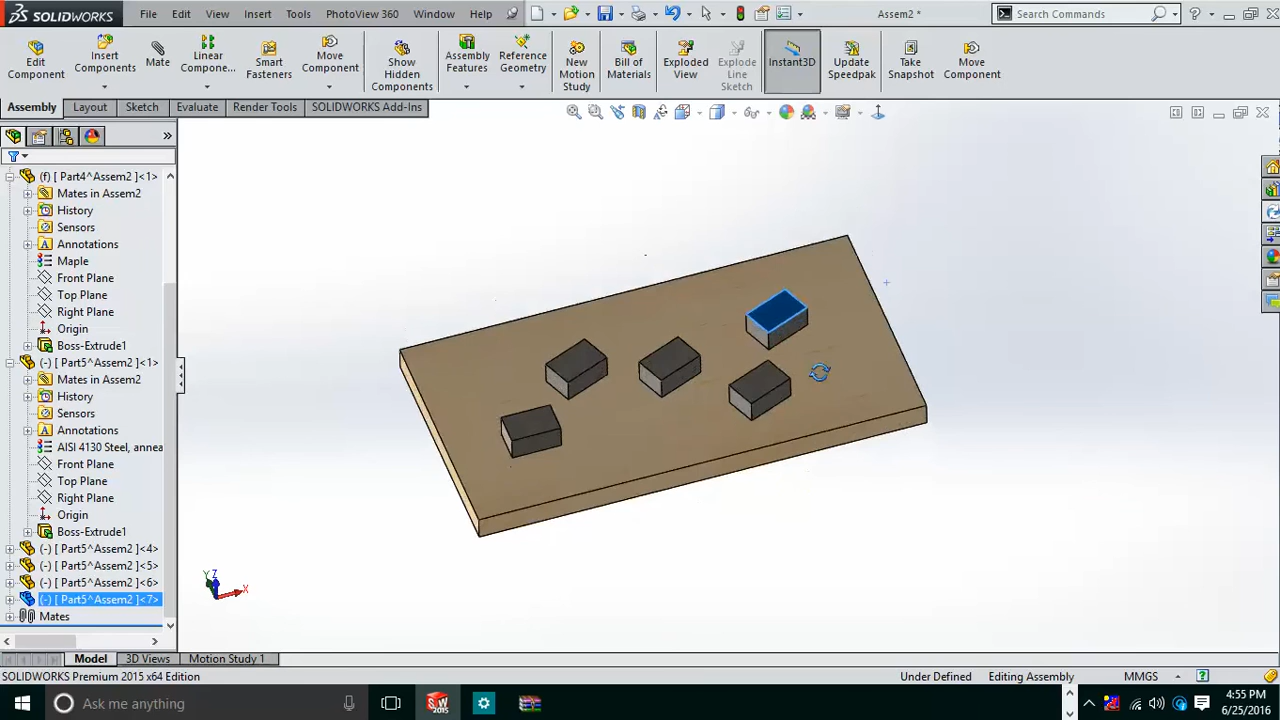 SOLIDWORKS File Edit View Insert Tools PhotoView 360 Window Help Assem2 * Search Commands
Edit Component
Insert Components
Mate
Linear Compone...
Smart Fasteners
Move Component
Show Hidden Components
Assembly Features
Reference Geometry
New Motion Study
Bill of Materials
Exploded View
Explode Line Sketch
Instant3D
Update Speedpak
Take Snapshot
Move Component
Assembly Layout Sketch Evaluate Render Tools SOLIDWORKS Add-Ins
(f) [ Part4^Assem2 ]<1>
Mates in Assem2
History
Sensors
Annotations
Maple
Front Plane
Top Plane
Right Plane
Origin
Boss-Extrude1
(-) [ Part5^Assem2 ]<1>
Mates in Assem2
History
Sensors
Annotations
AISI 4130 Steel, annea
Front Plane
Top Plane
Right Plane
Origin
Boss-Extrude1
(-) [ Part5^Assem2 ]<4>
(-) [ Part5^Assem2 ]<5>
(-) [ Part5^Assem2 ]<6>
(-) [ Part5^Assem2 ]<7>
Mates
Y Z X
Model 3D Views Motion Study 1
SOLIDWORKS Premium 2015 x64 Edition Under Defined Editing Assembly MMGS
Ask me anything
SW 2015
4:55 PM
6/25/2016